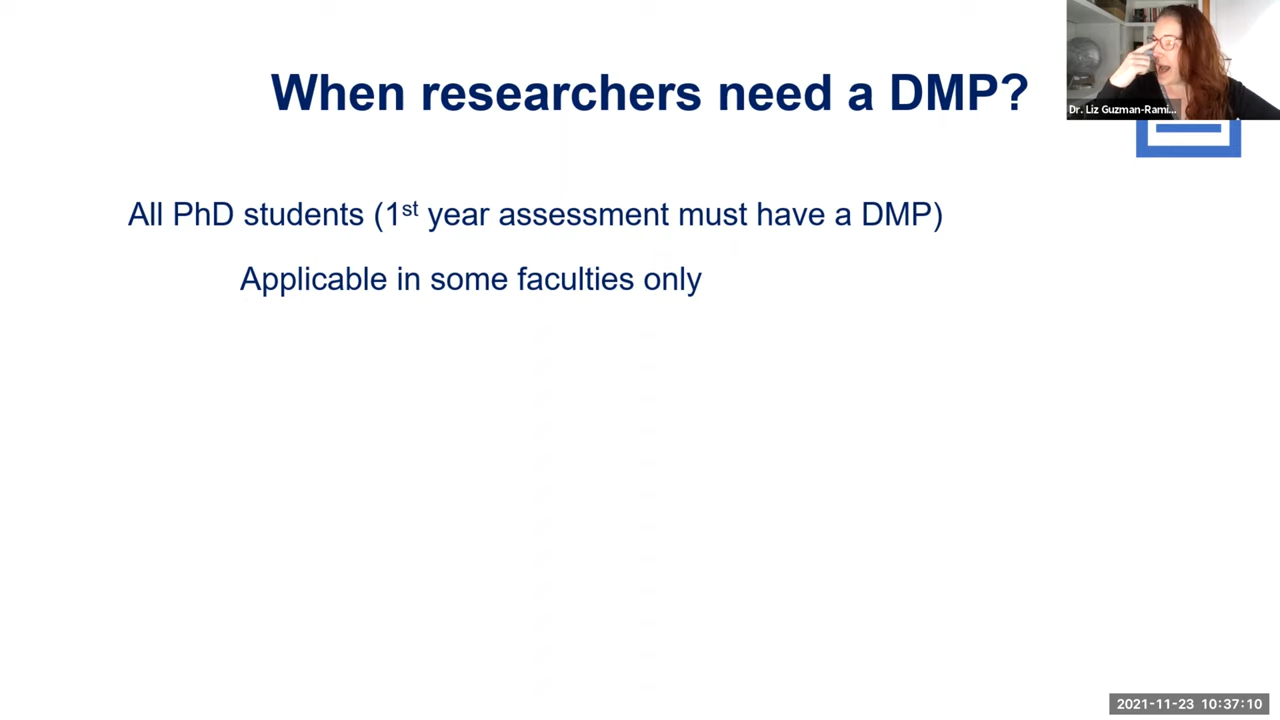 When researchers need a DMP?
Dr. Liz Guzman-Rami...
All PhD students (1st year assessment must have a DMP)
Applicable in some faculties only
2021-11-23 10:37:10